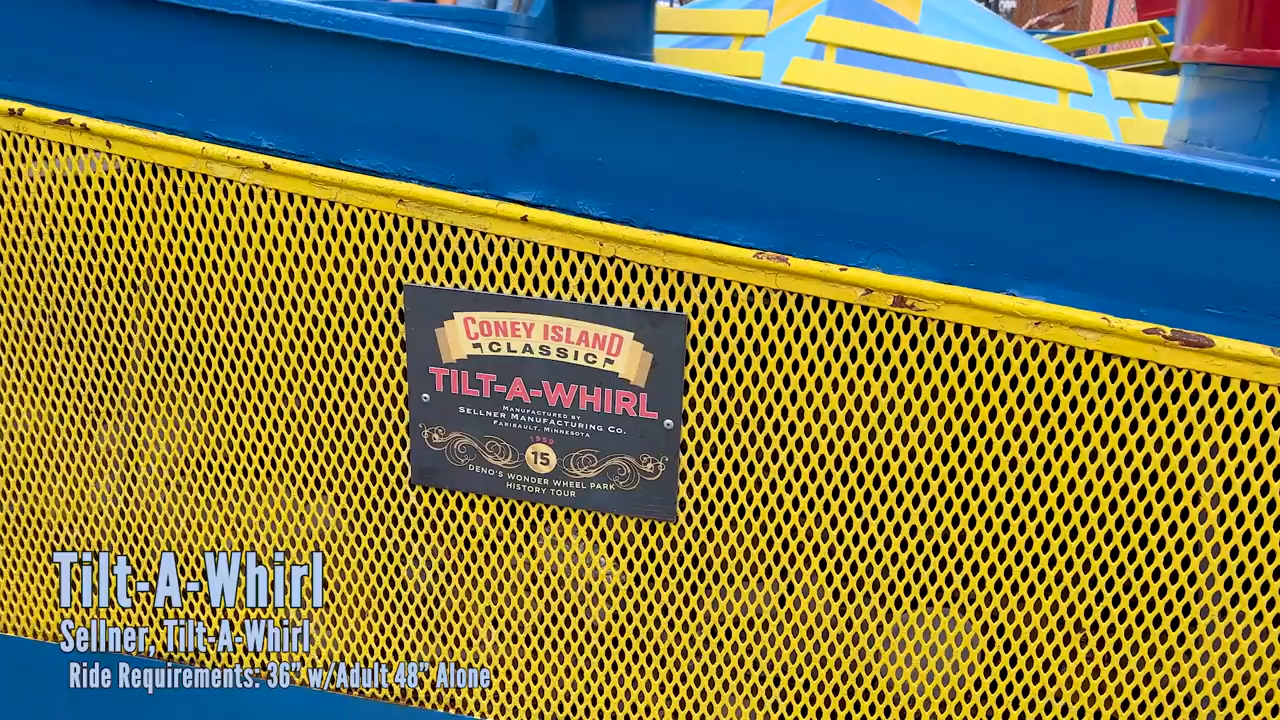 CONEY ISLAND
CLASSIC
TILT-A-WHIRL
MANUFACTURED BY
SELLNER MANUFACTURING CO.
FARIBAULT, MINNESOTA
1959
15
DENO'S WONDER WHEEL PARK
HISTORY TOUR
Tilt-A-Whirl
Sellner, Tilt-A-Whirl
Ride Requirements: 36” w/Adult 48” Alone